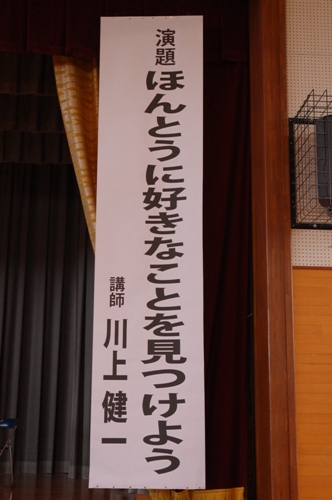 演題 ほんとうに好きなことを見つけよう
講師 川上健一